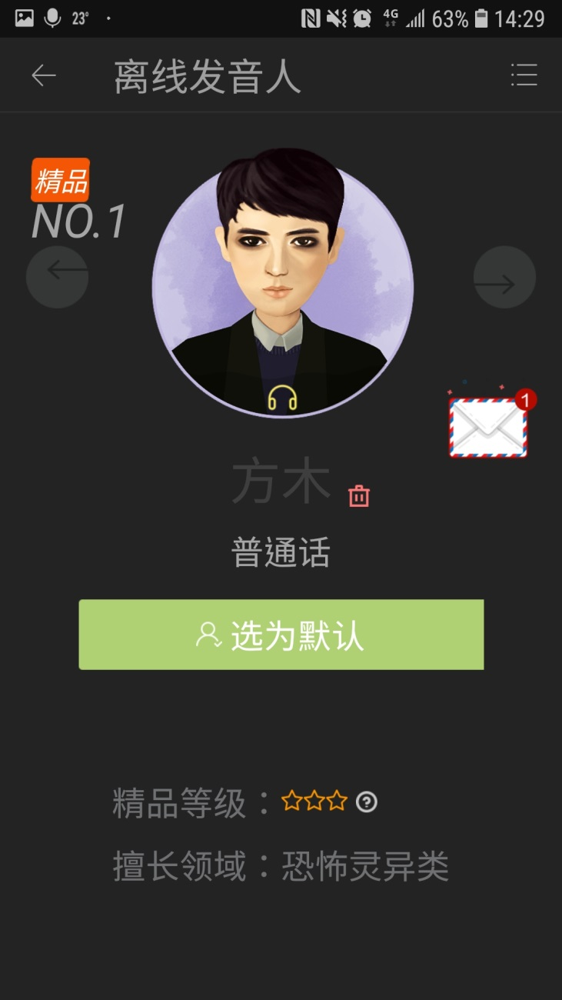 23° 4G 63% 14:29
离线发音人
精品
NO.1
1
方木
普通话
选为默认
精品等级：
擅长领域：恐怖灵异类